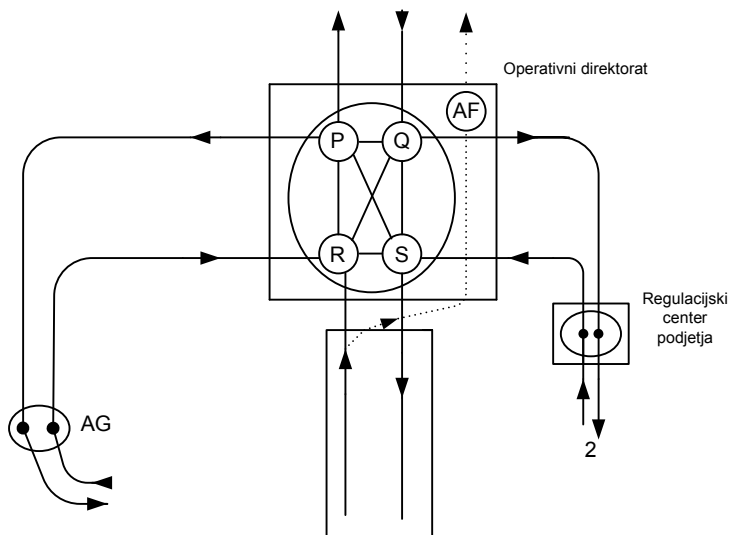 Operativni direktorat
AF
P
Q
R
S
Regulacijski
center
podjetja
AG
2